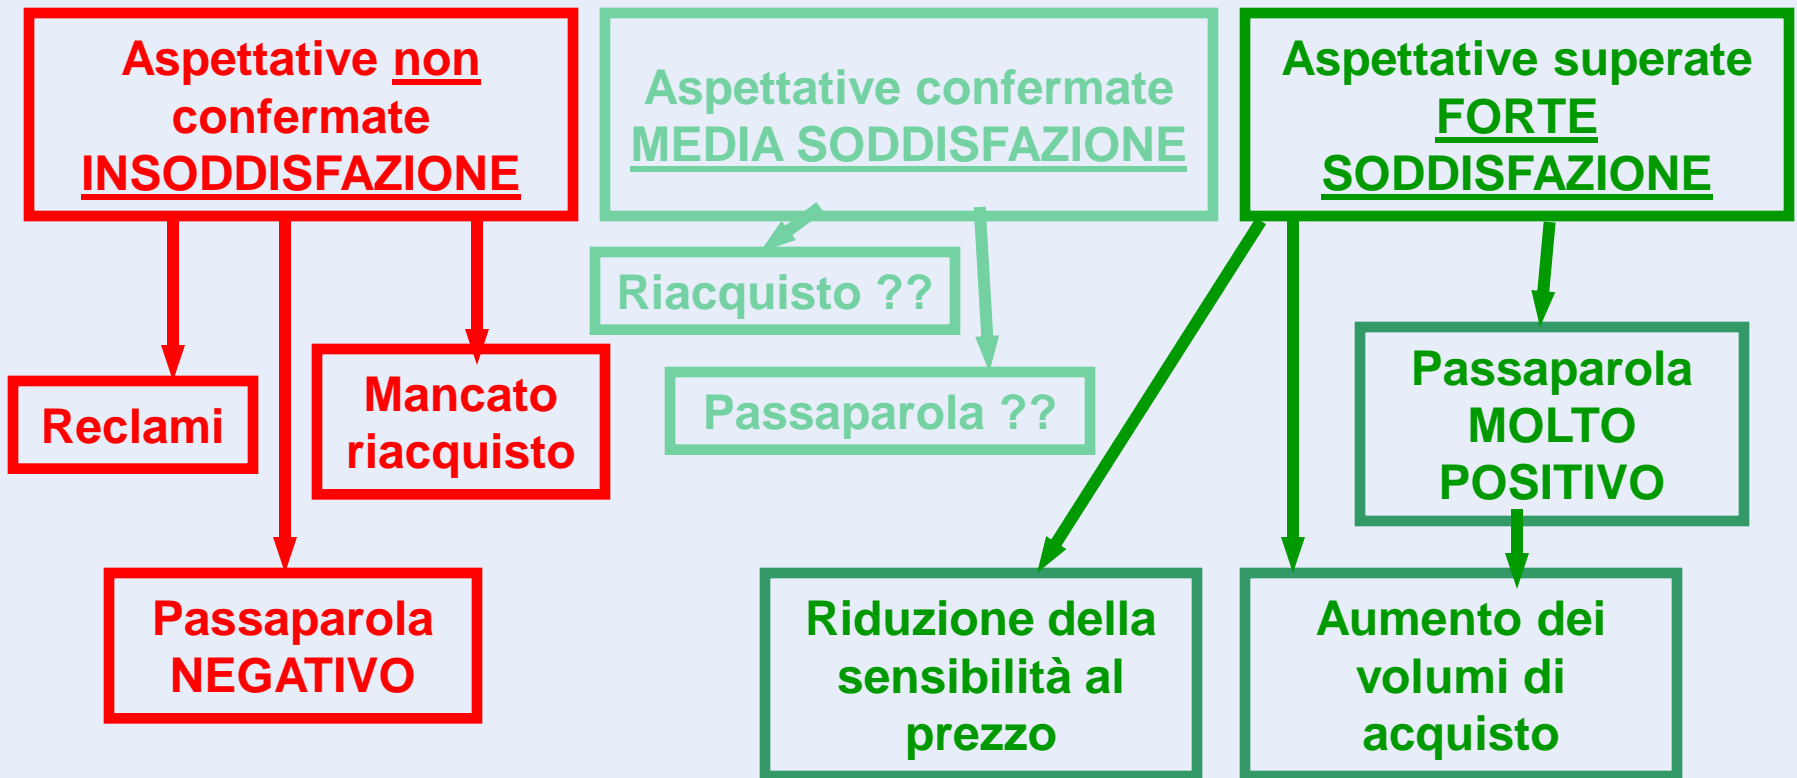 Aspettative non
confermate
INSODDISFAZIONE
Aspettative confermate
MEDIA SODDISFAZIONE
Aspettative superate
FORTE
SODDISFAZIONE
Riacquisto ??
Passaparola ??
Reclami
Mancato
riacquisto
Passaparola
MOLTO
POSITIVO
Passaparola
NEGATIVO
Riduzione della
sensibilità al
prezzo
Aumento dei
volumi di
acquisto